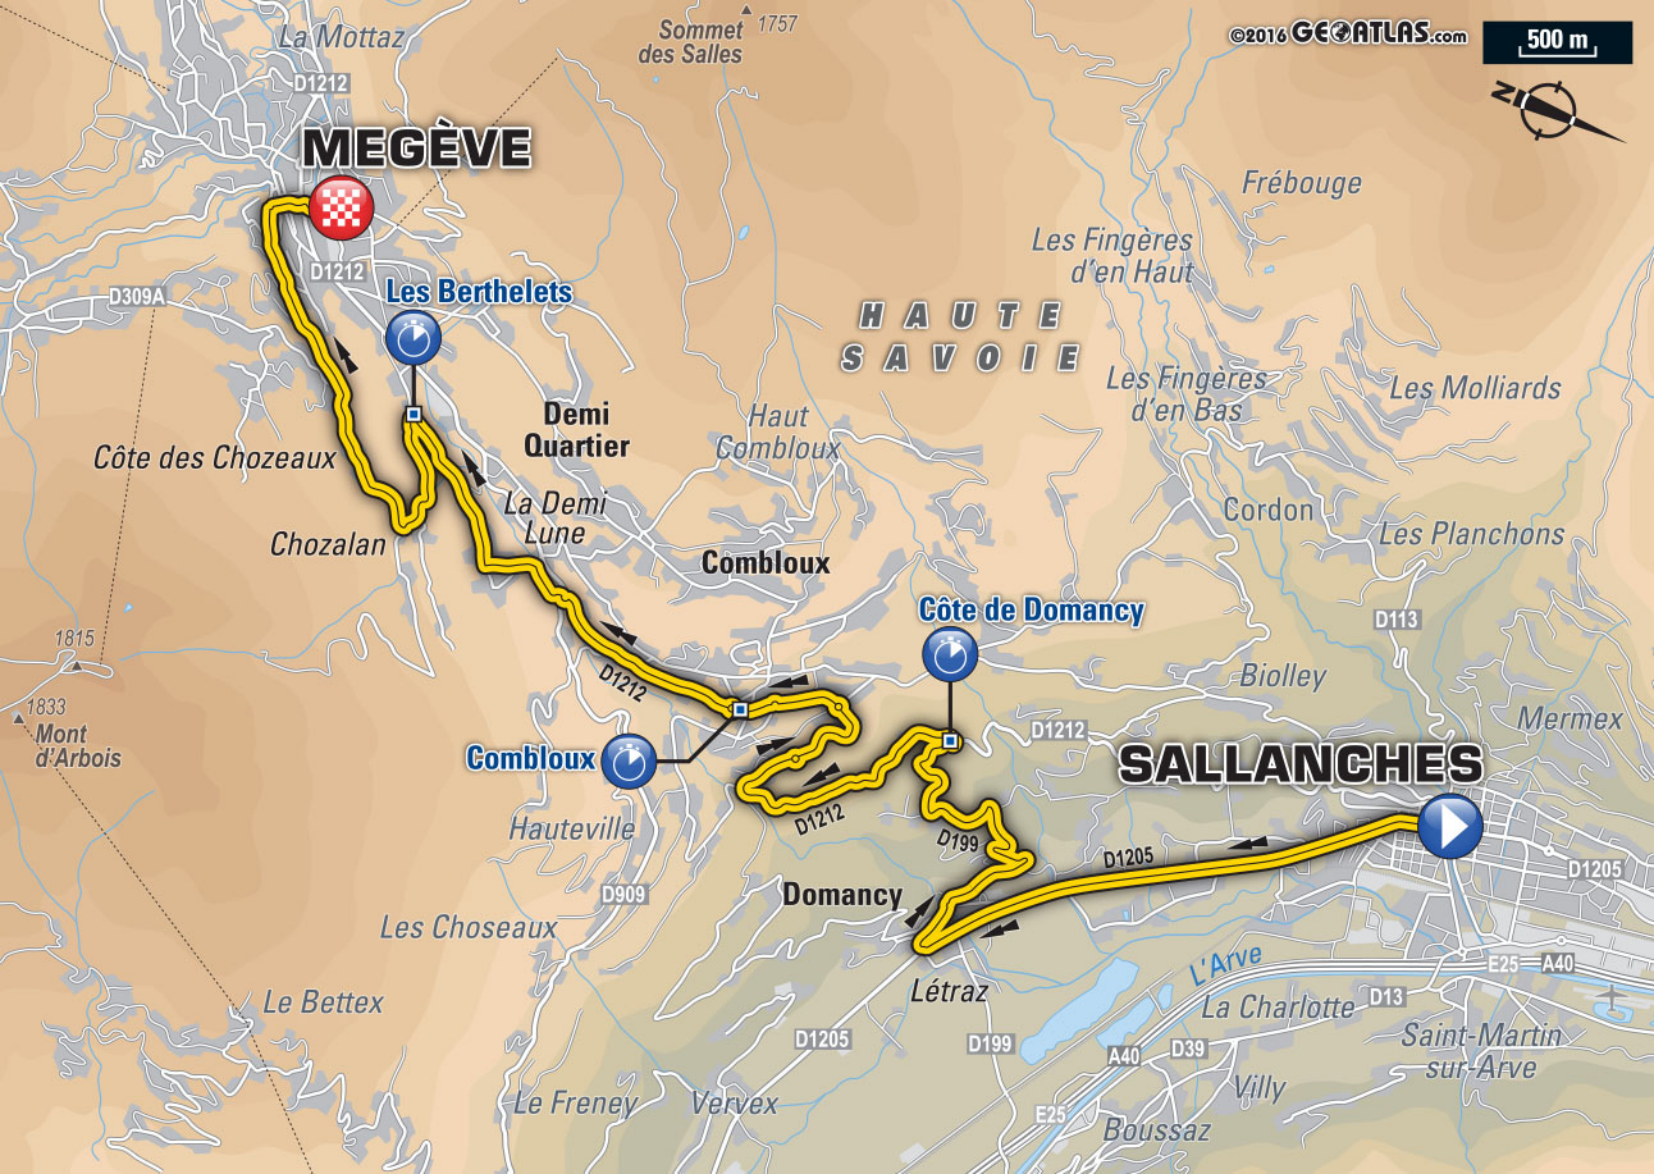 La Mottaz
Sommet
des Salles
1757
©2016 GEOATLAS.com
500 m
N
D1212
MEGÈVE
Frébouge
Les Fingères
d'en Haut
D1212
Les Berthelets
D309A
HAUTE
SAVOIE
Les Fingères
d'en Bas
Les Molliards
Demi
Quartier
Haut
Combloux
Côte des Chozeaux
La Demi
Lune
Cordon
Les Planchons
Chozalan
Combloux
Côte de Domancy
D113
1815
Biolley
D1212
1833
Mont
d'Arbois
Mermex
D1212
Combloux
SALLANCHES
D1212
Hauteville
D199
D1205
D1205
D909
Domancy
Les Choseaux
L'Arve
E25
A40
Létraz
Le Bettex
La Charlotte
D13
D1205
D199
A40
D39
Saint-Martin
sur-Arve
Villy
Le Freney
Vervex
E25
Boussaz